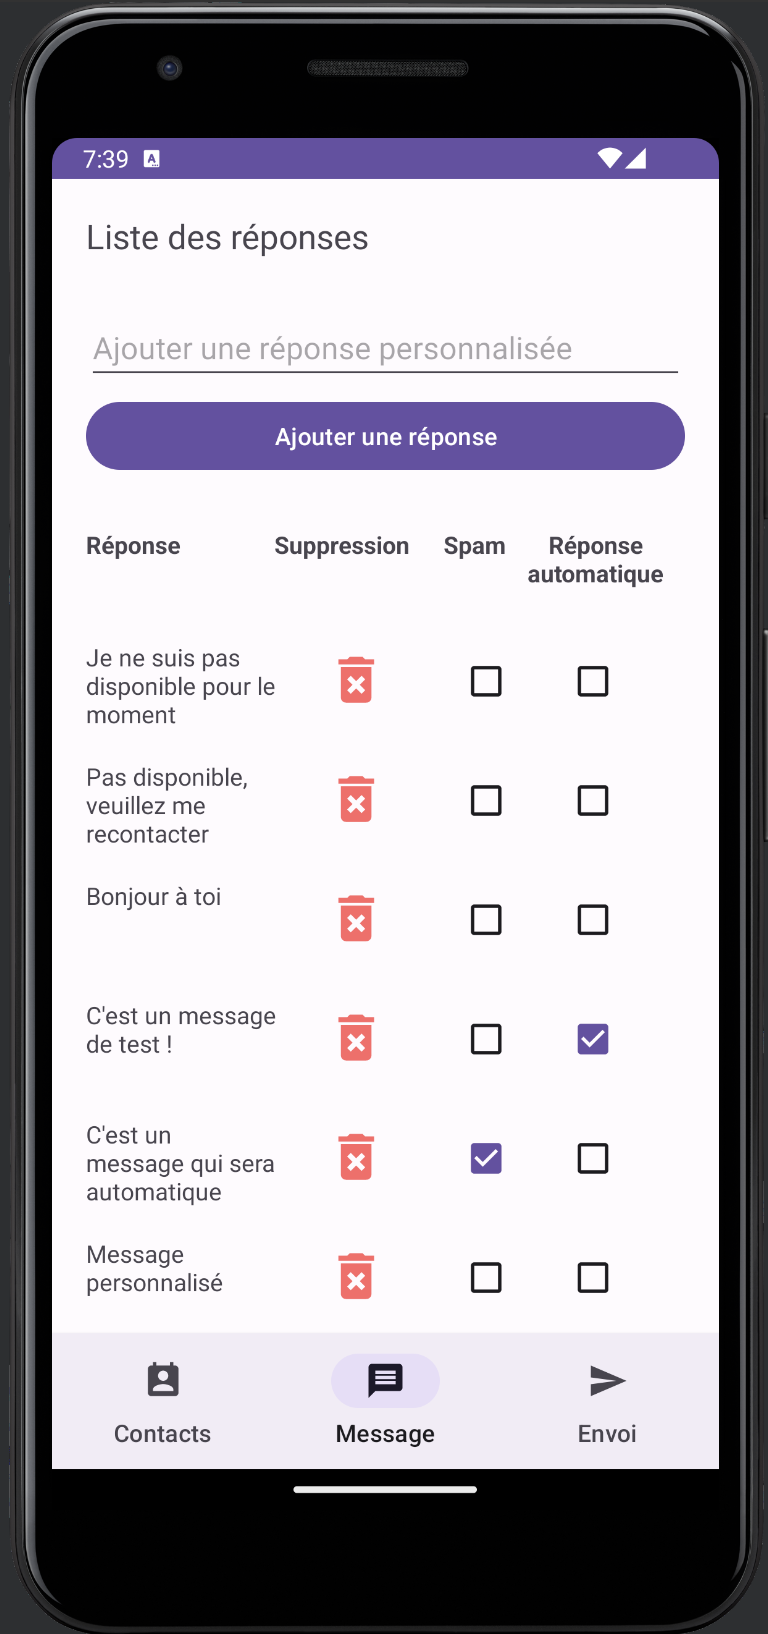 7:39
Liste des réponses
Ajouter une réponse personnalisée
Ajouter une réponse
Réponse Suppression Spam Réponse
automatique
Je ne suis pas
disponible pour le
moment
Pas disponible,
veuillez me
recontacter
Bonjour à toi
C'est un message
de test !
C'est un
message qui sera
automatique
Message
personnalisé
Contacts Message Envoi